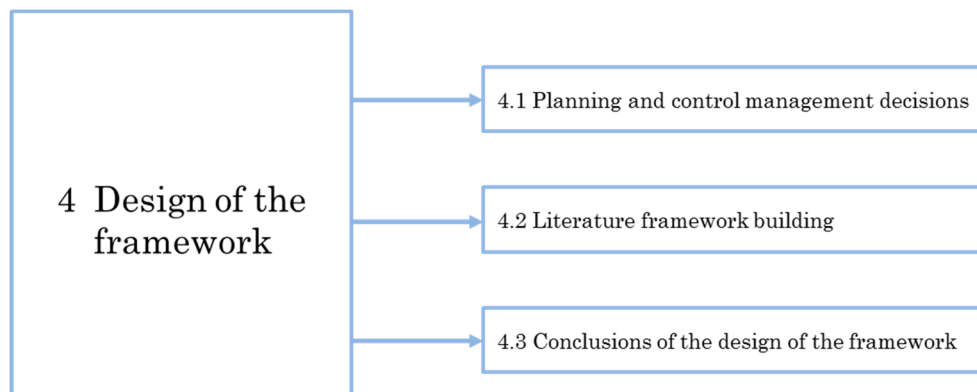 4 Design of the
framework
4.1 Planning and control management decisions
4.2 Literature framework building
4.3 Conclusions of the design of the framework